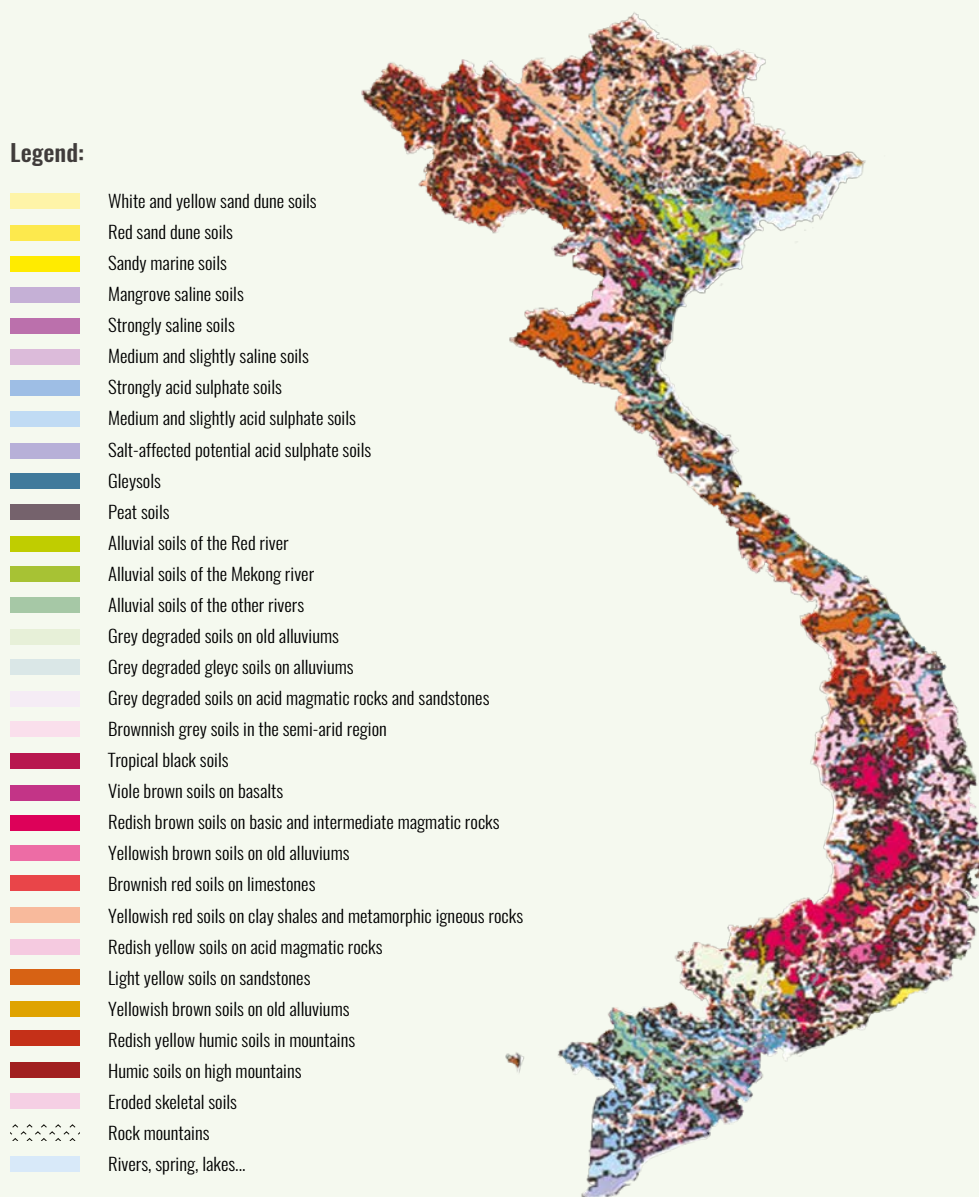 Legend:
White and yellow sand dune soils
Red sand dune soils
Sandy marine soils
Mangrove saline soils
Strongly saline soils
Medium and slightly saline soils
Strongly acid sulphate soils
Medium and slightly acid sulphate soils
Salt-affected potential acid sulphate soils
Gleysols
Peat soils
Alluvial soils of the Red river
Alluvial soils of the Mekong river
Alluvial soils of the other rivers
Grey degraded soils on old alluviums
Grey degraded gleyc soils on alluviums
Grey degraded soils on acid magmatic rocks and sandstones
Brownnish grey soils in the semi-arid region
Tropical black soils
Viole brown soils on basalts
Redish brown soils on basic and intermediate magmatic rocks
Yellowish brown soils on old alluviums
Brownish red soils on limestones
Yellowish red soils on clay shales and metamorphic igneous rocks
Redish yellow soils on acid magmatic rocks
Light yellow soils on sandstones
Yellowish brown soils on old alluviums
Redish yellow humic soils in mountains
Humic soils on high mountains
Eroded skeletal soils
Rock mountains
Rivers, spring, lakes...